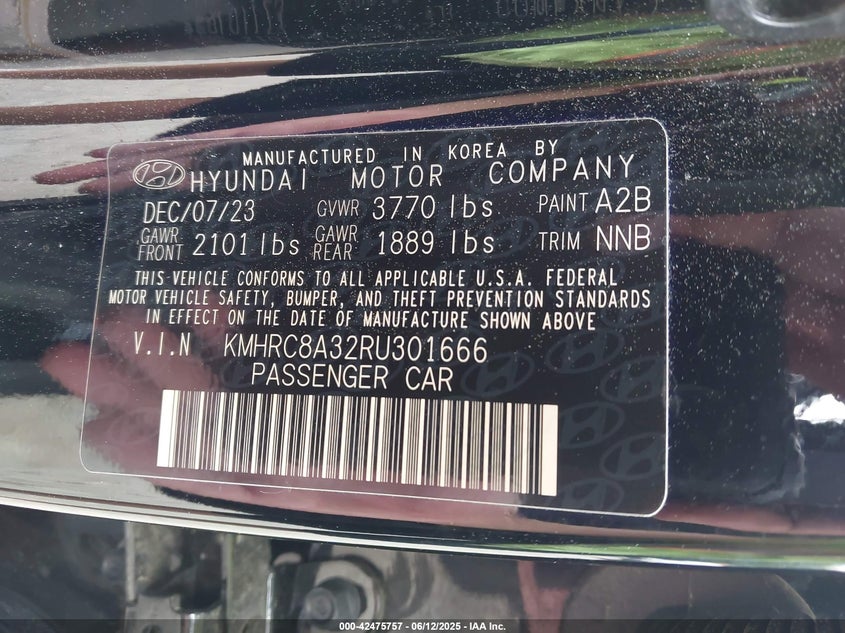 MANUFACTURED IN KOREA BY
HYUNDAI MOTOR COMPANY
DEC/07/23 GVWR 3770 lbs PAINT A2B
GAWR FRONT 2101 lbs GAWR REAR 1889 lbs TRIM NNB
THIS VEHICLE CONFORMS TO ALL APPLICABLE U.S.A. FEDERAL
MOTOR VEHICLE SAFETY, BUMPER, AND THEFT PREVENTION STANDARDS
IN EFFECT ON THE DATE OF MANUFACTURE SHOWN ABOVE
V.I.N KMHRC8A32RU301666
PASSENGER CAR
000-42475757 - 06/12/2025 - IAA Inc.